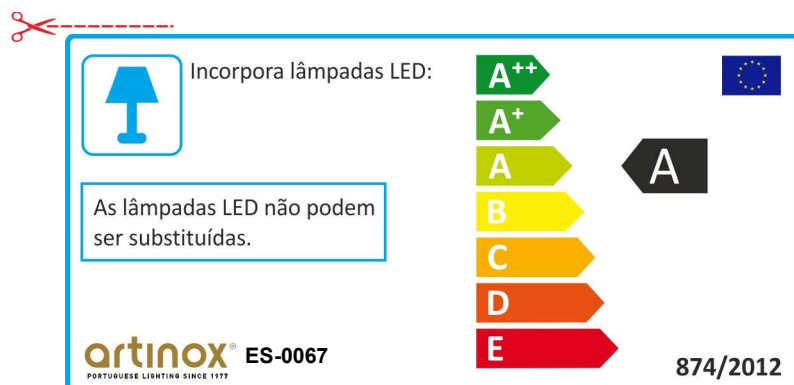 Incorpora lâmpadas LED:
As lâmpadas LED não podem
ser substituídas.
A++
A+
A
B
C
D
E
A
artinox® ES-0067
PORTUGUESE LIGHTING SINCE 1977
874/2012